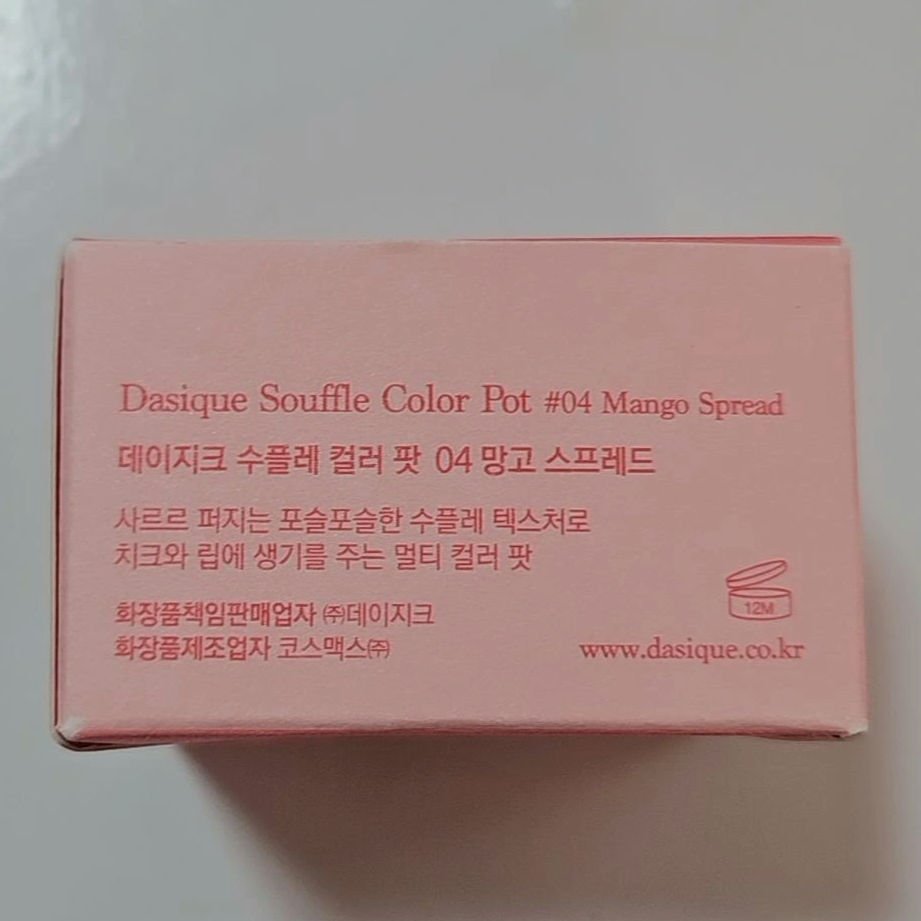 Dasique Souffle Color Pot #04 Mango Spread
데이지크 수플레 컬러 팟 04 망고 스프레드
사르르 퍼지는 포슬포슬한 수플레 텍스처로
치크와 립에 생기를 주는 멀티 컬러 팟
화장품책임판매업자 ㈜데이지크
화장품제조업자 코스맥스㈜
12M
www.dasique.co.kr